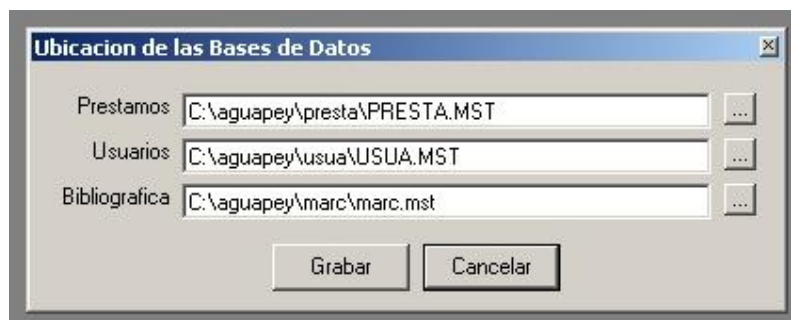 Ubicacion de las Bases de Datos
Prestamos C:\aguapey\presta\PRESTA.MST ...
Usuarios C:\aguapey\usua\USUA.MST ...
Bibliografica C:\aguapey\marc\marc.mst ...
Grabar Cancelar